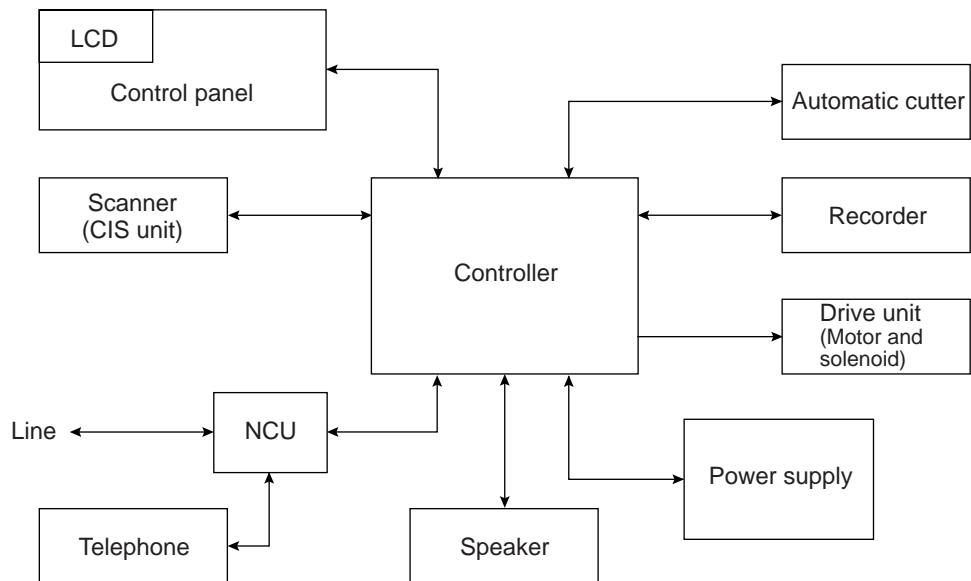 LCD
Control panel
Automatic cutter
Scanner
(CIS unit)
Recorder
Controller
Drive unit
(Motor and
solenoid)
Line
NCU
Power supply
Telephone
Speaker